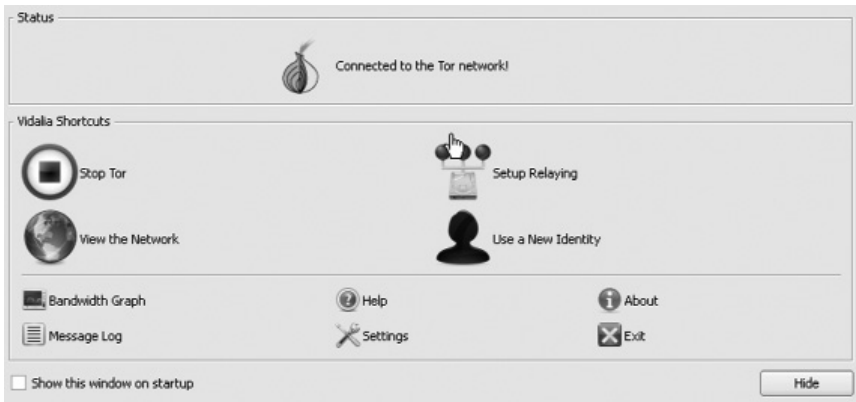 Status
Connected to the Tor network!
Vidalia Shortcuts
Stop Tor
Setup Relaying
View the Network
Use a New Identity
Bandwidth Graph
Help
About
Message Log
Settings
Exit
Show this window on startup
Hide